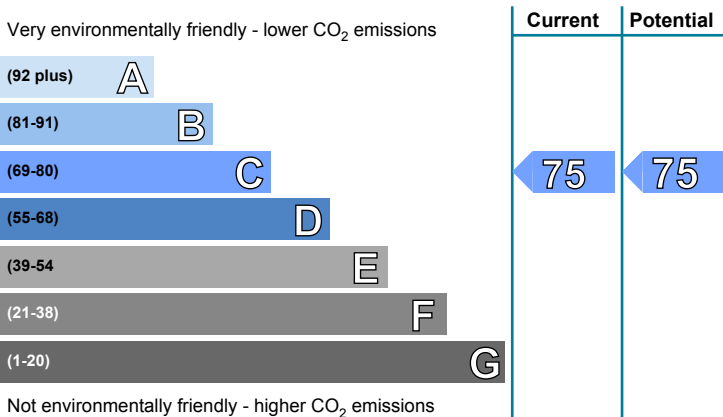 Current Potential
Very environmentally friendly - lower CO2 emissions
(92 plus) A
(81-91) B
(69-80) C 75 75
(55-68) D
(39-54 E
(21-38) F
(1-20) G
Not environmentally friendly - higher CO2 emissions